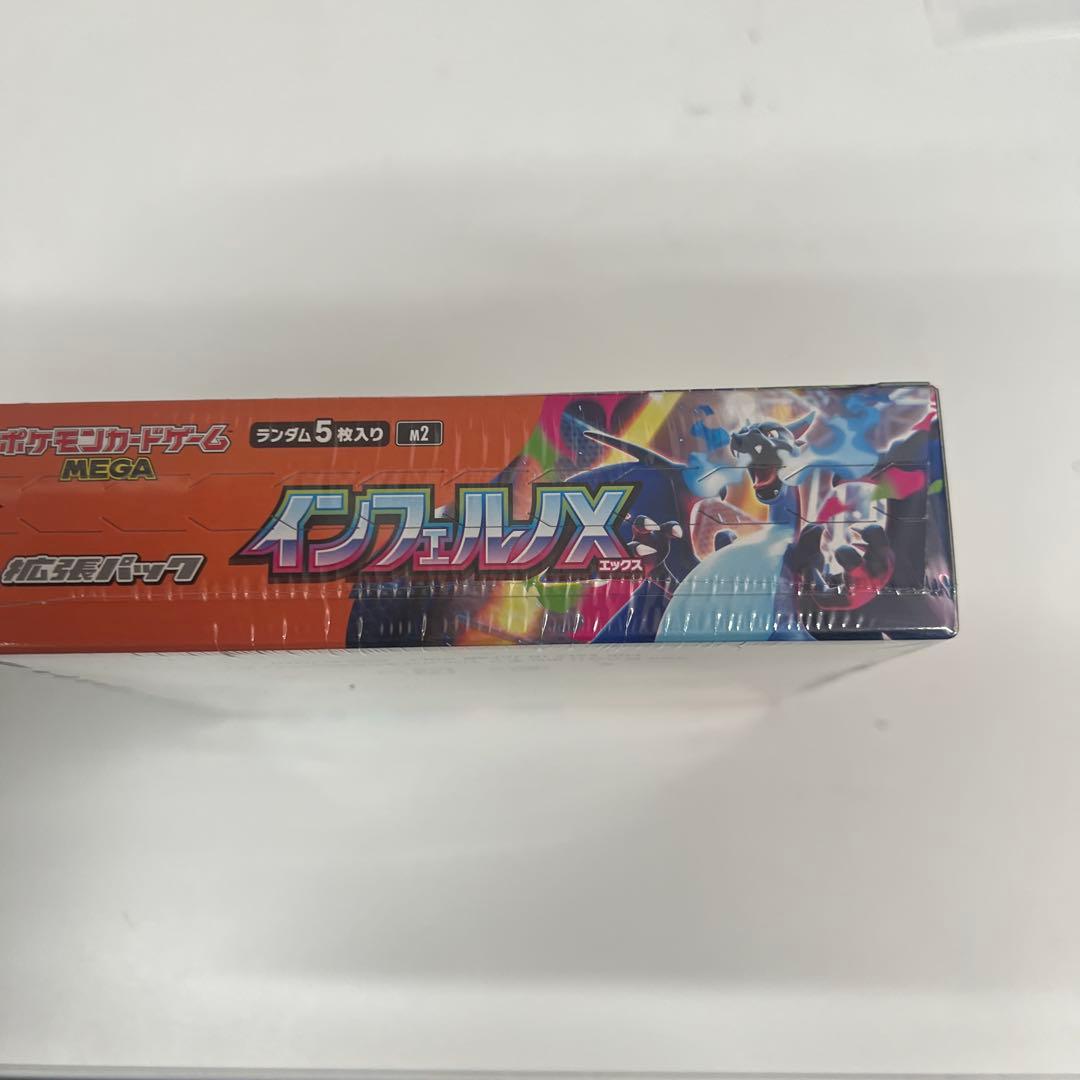 ポケモンカードゲーム
MEGA
ランダム5枚入り
M2
拡張パック
インフェルノX
エックス